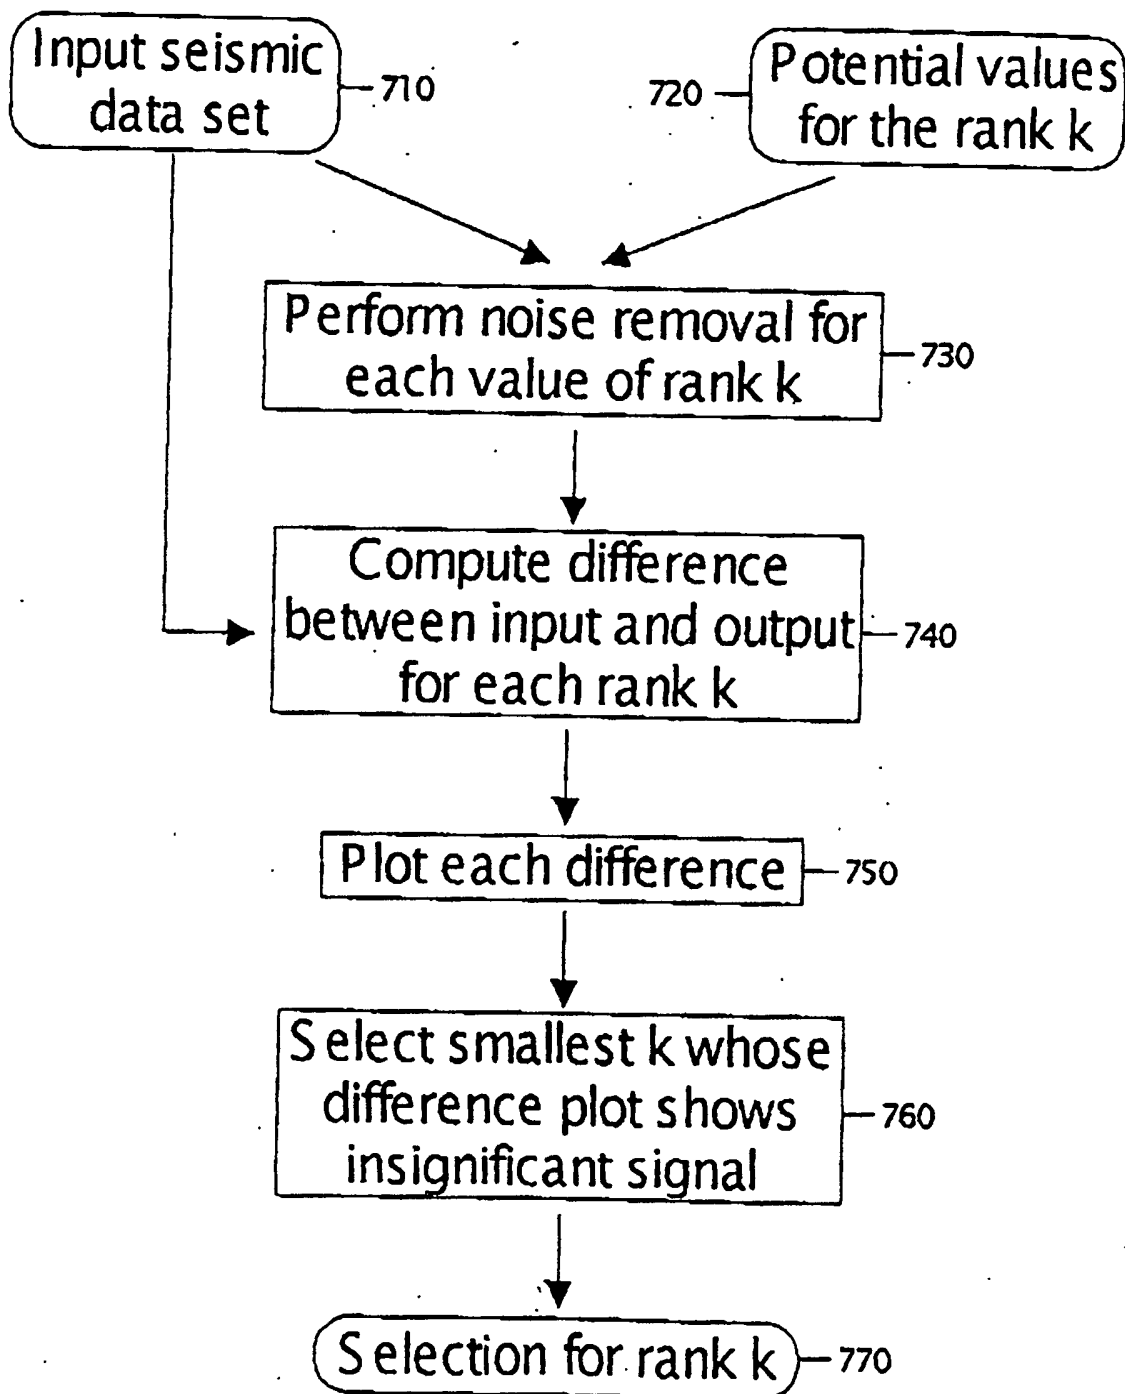 Input seismic
data set
710
720
Potential values
for the rank k
Perform noise removal for
each value of rank k
730
Compute difference
between input and output
for each rank k
740
Plot each difference
750
Select smallest k whose
difference plot shows
insignificant signal
760
Selection for rank k
770